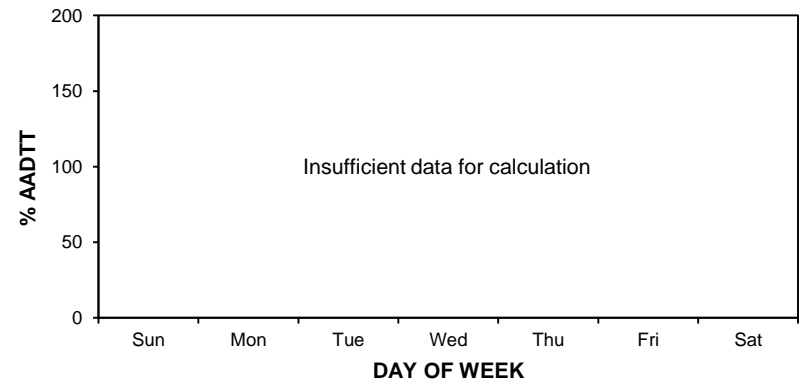 200
150
100
50
0
% AADTT
Insufficient data for calculation
Sun Mon Tue Wed Thu Fri Sat
DAY OF WEEK